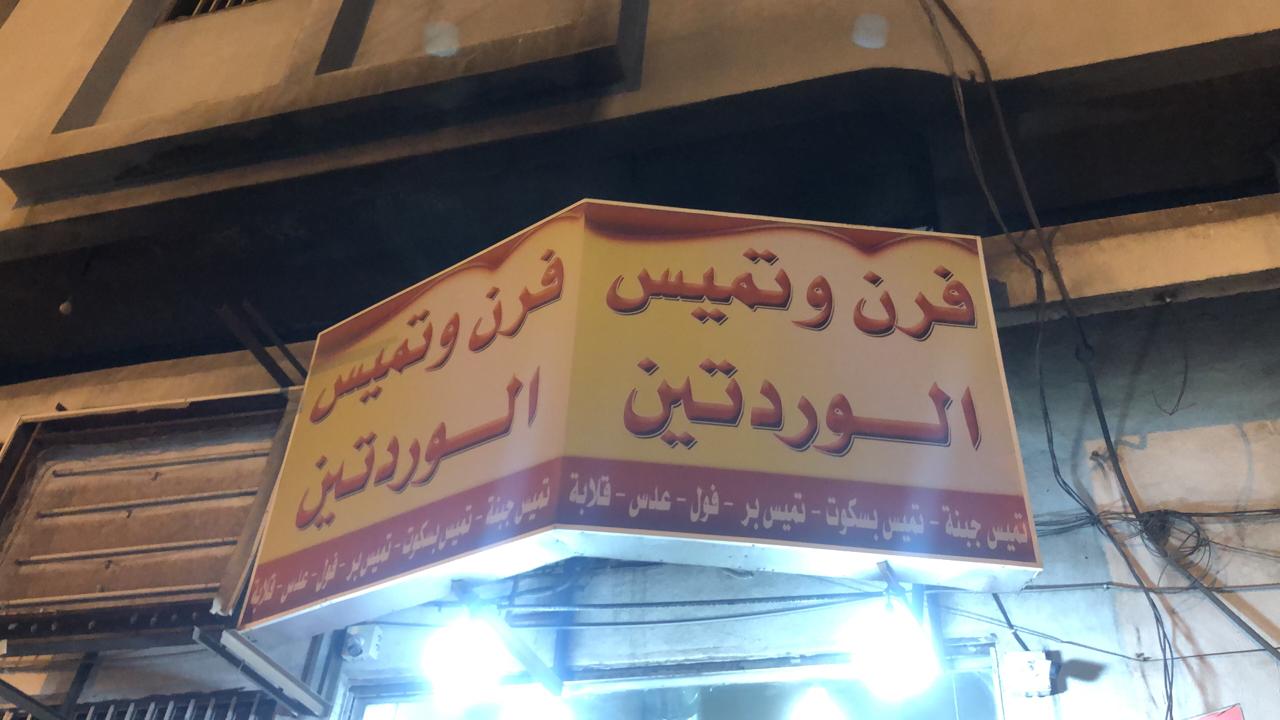 فرن وتميس
الوردتين
تميس جبنة - تميس بسكوت - تميس بر - فول - عدس - قلابة
فرن وتميس
الوردتين
تميس جبنة - تميس بسكوت - تميس بر - فول - عدس - قلابة